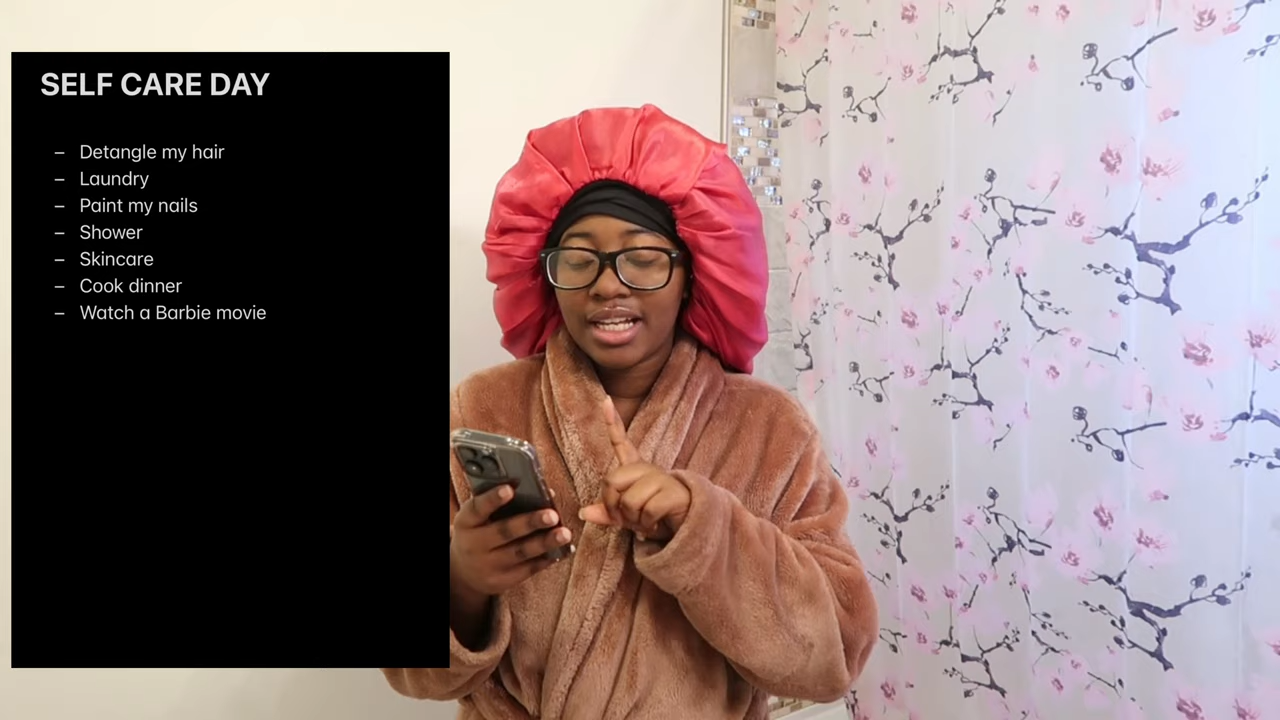 SELF CARE DAY
– Detangle my hair
– Laundry
– Paint my nails
– Shower
– Skincare
– Cook dinner
– Watch a Barbie movie